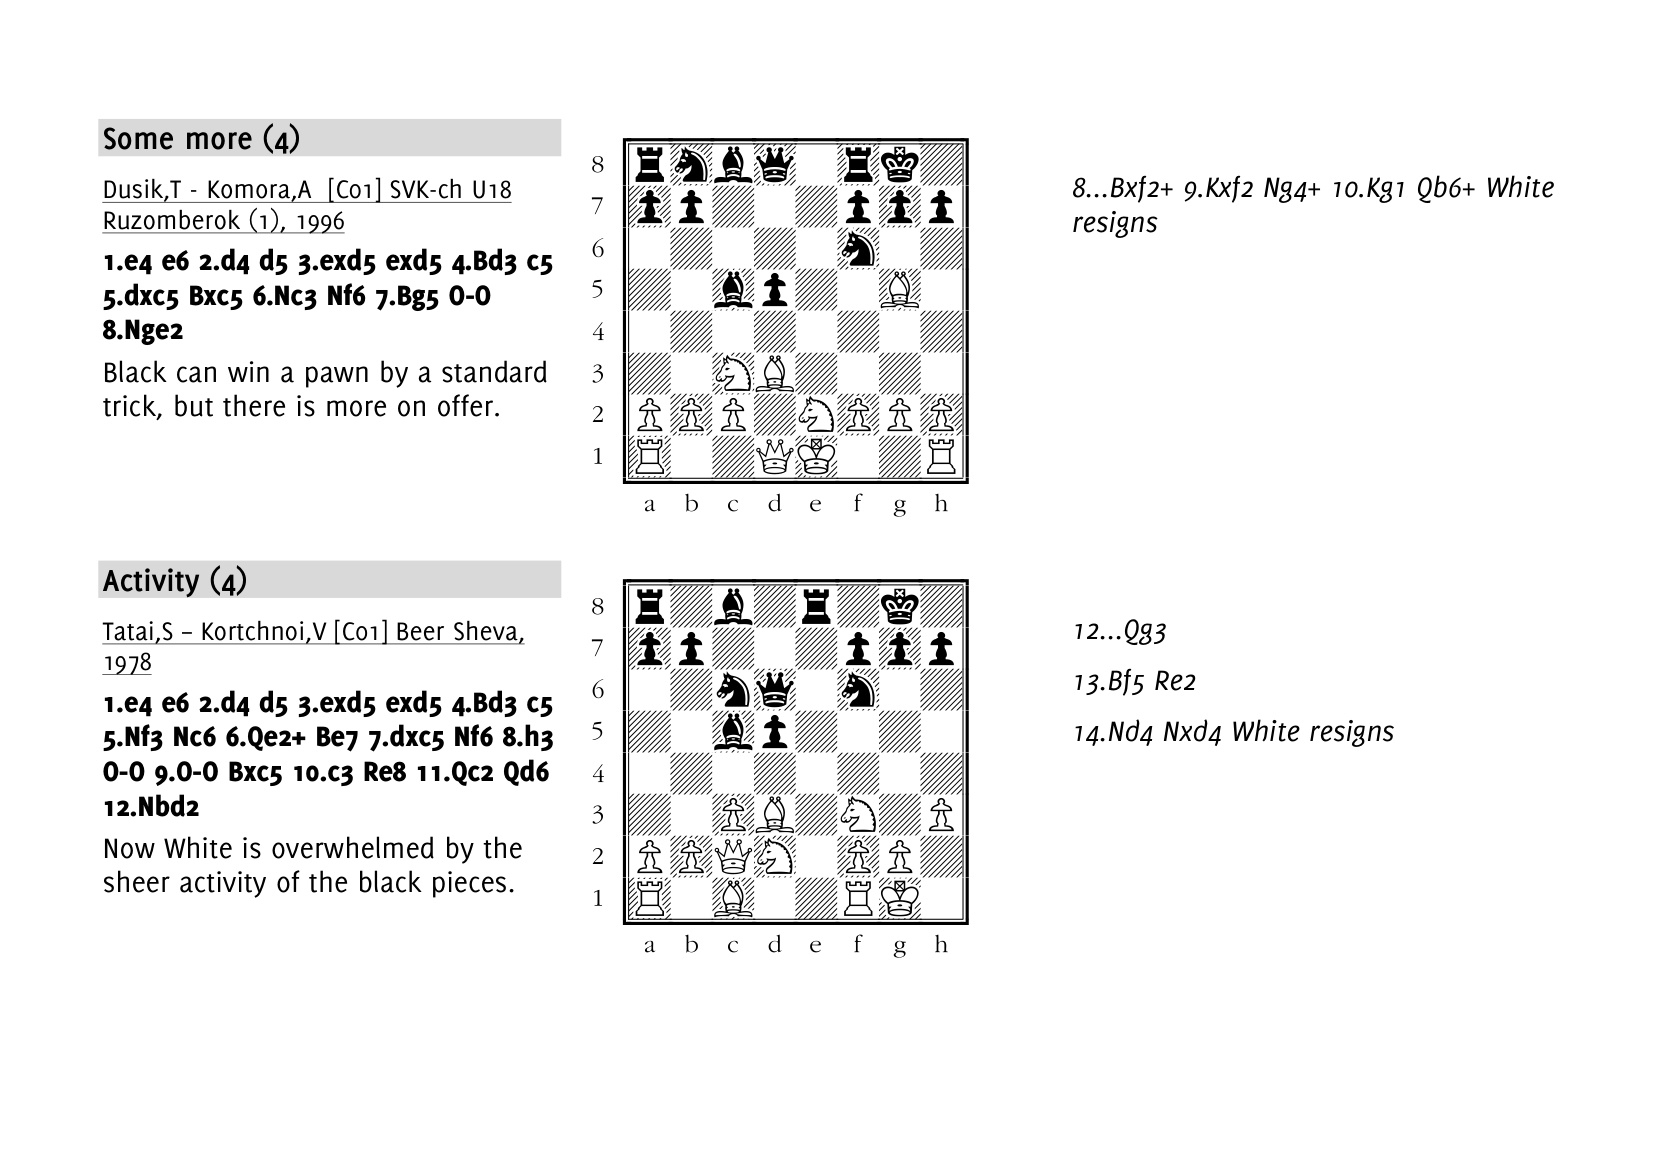 Some more (4)
Dusik,T - Komora,A [C01] SVK-ch U18
Ruzomberok (1), 1996
1.e4 e6 2.d4 d5 3.exd5 exd5 4.Bd3 c5
5.dxc5 Bxc5 6.Nc3 Nf6 7.Bg5 O-O
8.Nge2
Black can win a pawn by a standard
trick, but there is more on offer.
8
7
6
5
4
3
2
1
a b c d e f g h
8...Bxf2+ 9.Kxf2 Ng4+ 10.Kg1 Qb6+ White
resigns
Activity (4)
Tatai,S – Kortchnoi,V [C01] Beer Sheva,
1978
1.e4 e6 2.d4 d5 3.exd5 exd5 4.Bd3 c5
5.Nf3 Nc6 6.Qe2+ Be7 7.dxc5 Nf6 8.h3
O-O 9.O-O Bxc5 10.c3 Re8 11.Qc2 Qd6
12.Nbd2
Now White is overwhelmed by the
sheer activity of the black pieces.
8
7
6
5
4
3
2
1
a b c d e f g h
12...Qg3
13.Bf5 Re2
14.Nd4 Nxd4 White resigns